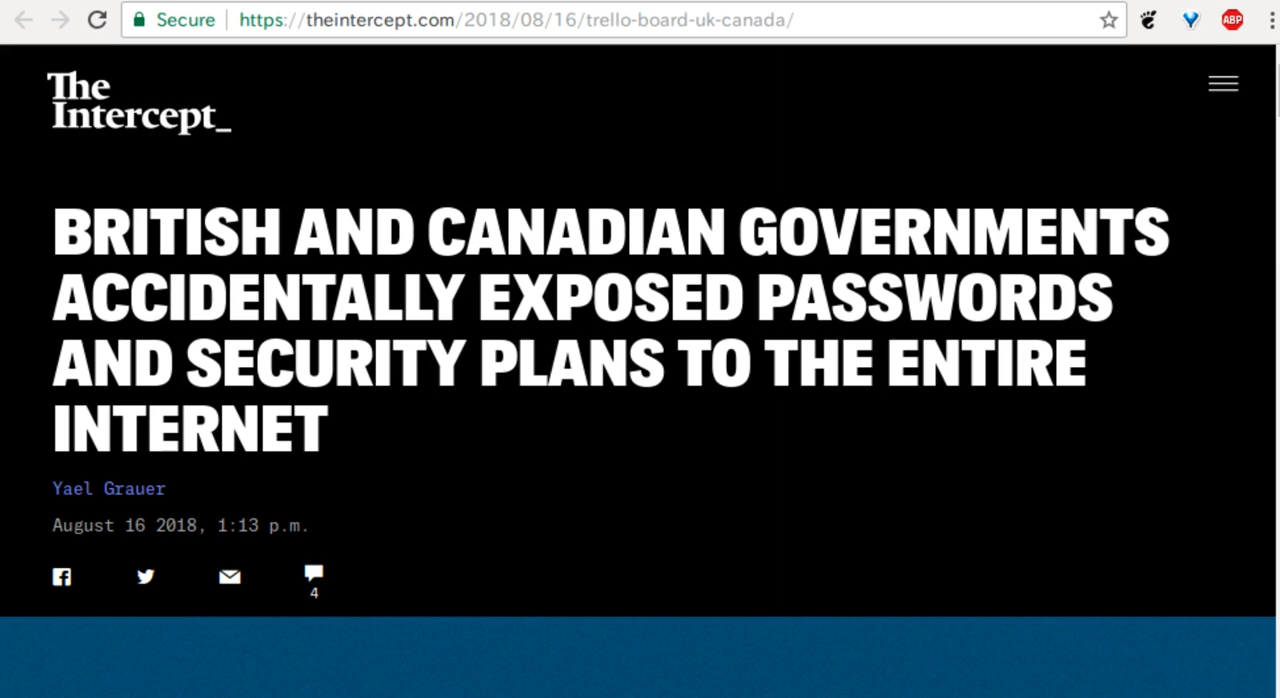 Secure https://theintercept.com/2018/08/16/trello-board-uk-canada/
ABP
The
Intercept_
BRITISH AND CANADIAN GOVERNMENTS
ACCIDENTALLY EXPOSED PASSWORDS
AND SECURITY PLANS TO THE ENTIRE
INTERNET
Yael Grauer
August 16 2018, 1:13 p.m.
4